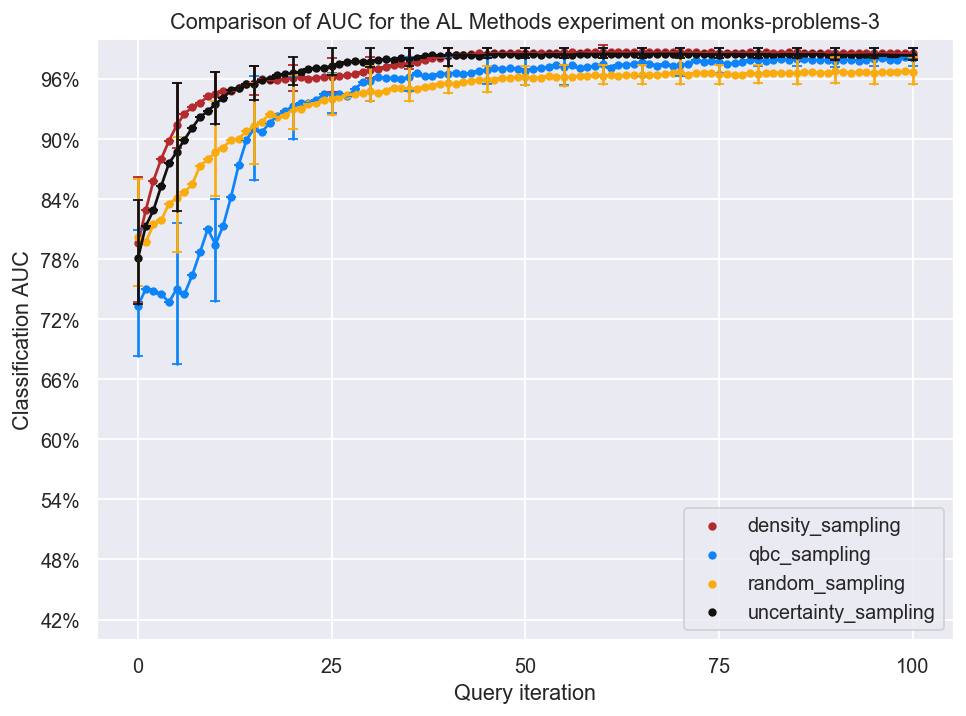 Comparison of AUC for the AL Methods experiment on monks-problems-3
Classification AUC
96%
90%
84%
78%
72%
66%
60%
54%
48%
42%
density_sampling
qbc_sampling
random_sampling
uncertainty_sampling
0 25 50 75 100
Query iteration